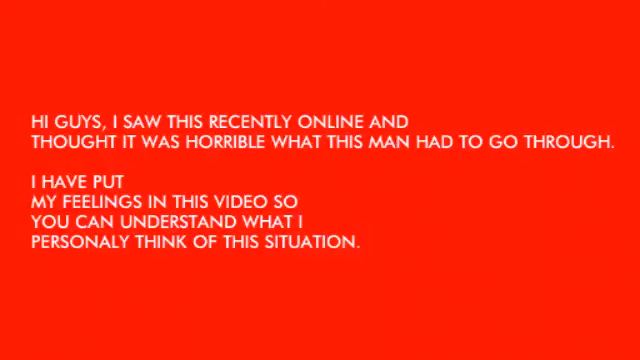 HI GUYS, I SAW THIS RECENTLY ONLINE AND
THOUGHT IT WAS HORRIBLE WHAT THIS MAN HAD TO GO THROUGH.
I HAVE PUT
MY FEELINGS IN THIS VIDEO SO
YOU CAN UNDERSTAND WHAT I
PERSONALY THINK OF THIS SITUATION.